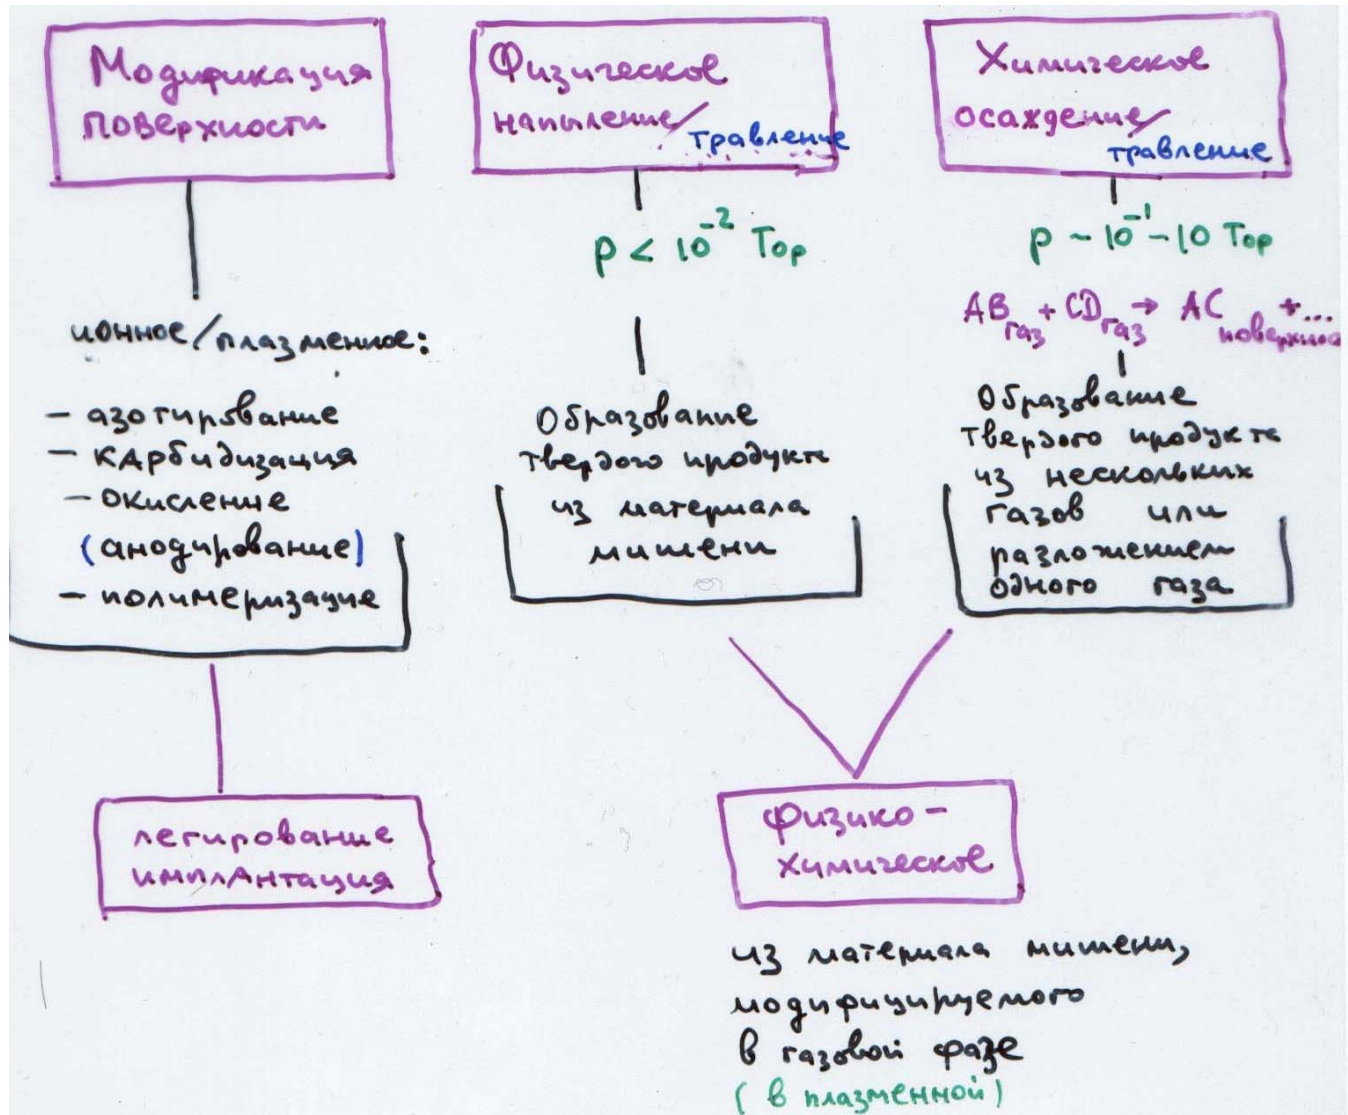 Модификация
поверхности
ионное/плазменное:
- азотирование
- карбидизация
- окисление
(анодирование)
- полимеризация
легирование
имплантация
Физическое
напыление/
травление
p < 10⁻² Тор
Образование
твердого продукта
из материала
мишени
Химическое
осаждение/
травление
p ~ 10⁻¹ - 10 Тор
AB газ + CD газ → AC поверхнос +...
Образование
твердого продукта
из нескольких
газов или
разложением
одного газа
физико-
химическое
из материала мишени,
модифицируемого
в газовой фазе
(в плазменной)